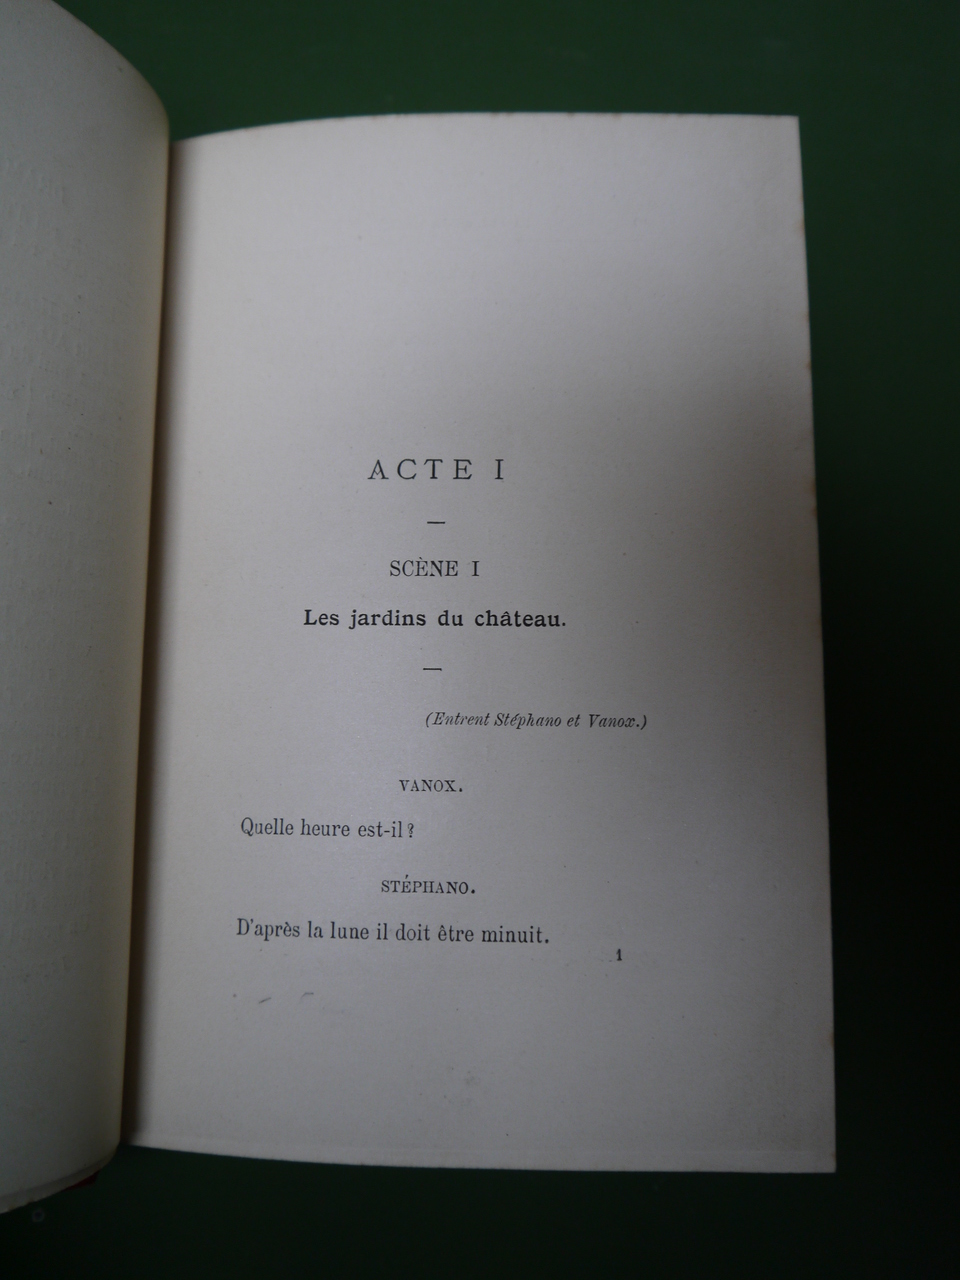 ACTE I
—
SCÈNE I
Les jardins du château.
—
(Entrent Stéphano et Vanox.)
VANOX.
Quelle heure est-il?
STÉPHANO.
D'après la lune il doit être minuit.
1